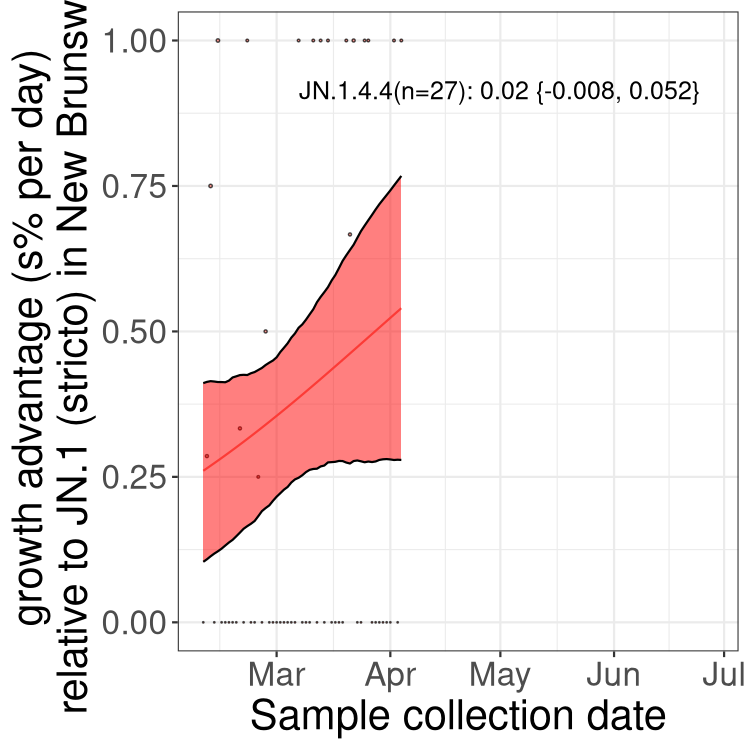 growth advantage (s% per day)
relative to JN.1 (stricto) in New Brunsw
1.00
0.75
0.50
0.25
0.00
JN.1.4.4(n=27): 0.02 {-0.008, 0.052}
Mar Apr May Jun Jul
Sample collection date